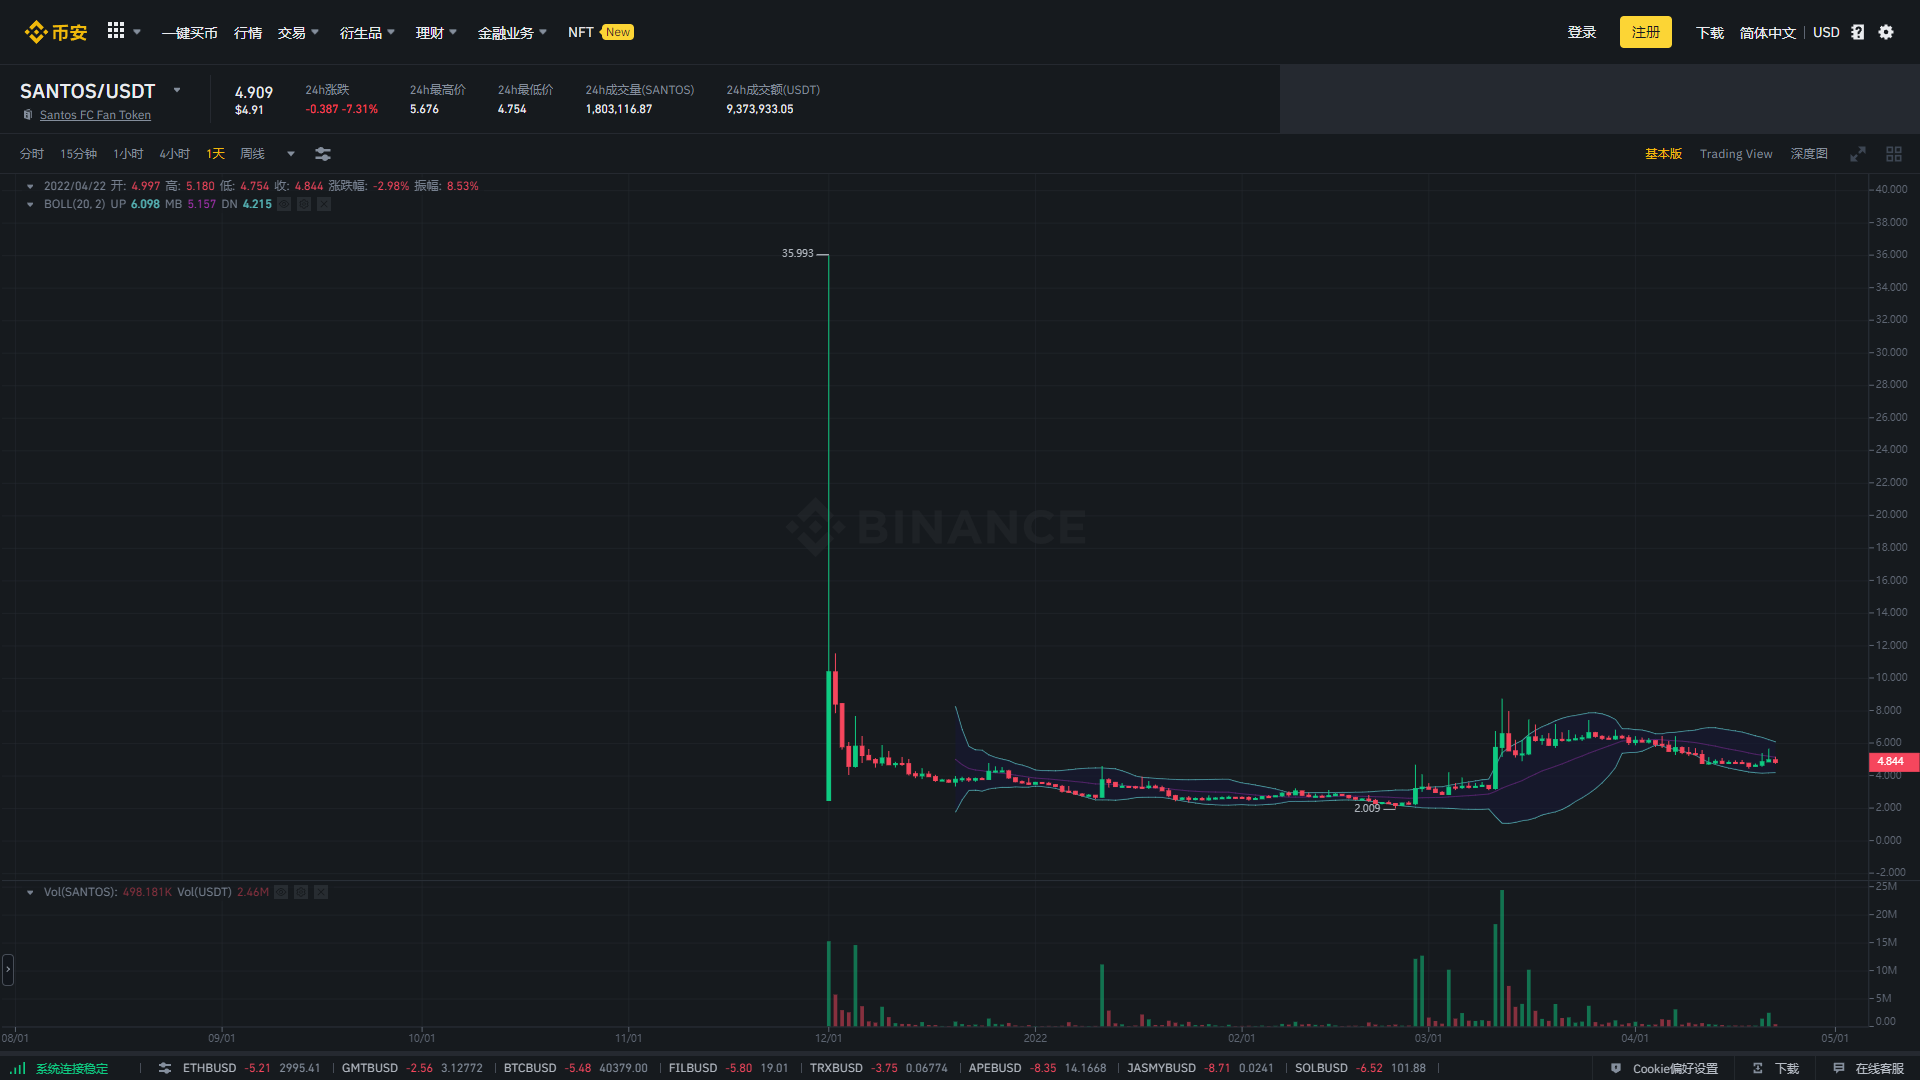 币安 一键买币 行情 交易 衍生品 理财 金融业务 NFT New 登录 注册 下载 简体中文 USD
SANTOS/USDT
Santos FC Fan Token
4.909
$4.91
24h涨跌
-0.387 -7.31%
24h最高价
5.676
24h最低价
4.754
24h成交量(SANTOS)
1,803,116.87
24h成交额(USDT)
9,373,933.05
分时 15分钟 1小时 4小时 1天 周线 基本版 Trading View 深度图
2022/04/22 开: 4.997 高: 5.180 低: 4.754 收: 4.844 涨跌幅: -2.98% 振幅: 8.53%
BOLL(20, 2) UP 6.098 MB 5.157 DN 4.215
40.000
38.000
36.000
34.000
32.000
30.000
28.000
26.000
24.000
22.000
20.000
18.000
16.000
14.000
12.000
10.000
8.000
6.000
4.844
4.000
2.000
0.000
-2.000
35.993
BINANCE
2.009
Vol(SANTOS): 498.181K Vol(USDT) 2.46M
25M
20M
15M
10M
5M
0.00
08/01 09/01 10/01 11/01 12/01 2022 02/01 03/01 04/01 05/01
系统连接稳定 ETHBUSD -5.21 2995.41 GMTBUSD -2.56 3.12772 BTCBUSD -5.48 40379.00 FILBUSD -5.80 19.01 TRXBUSD -3.75 0.06774 APEBUSD -8.35 14.1668 JASMYBUSD -8.71 0.0241 SOLBUSD -6.52 101.88 Cookie偏好设置 下载 在线客服